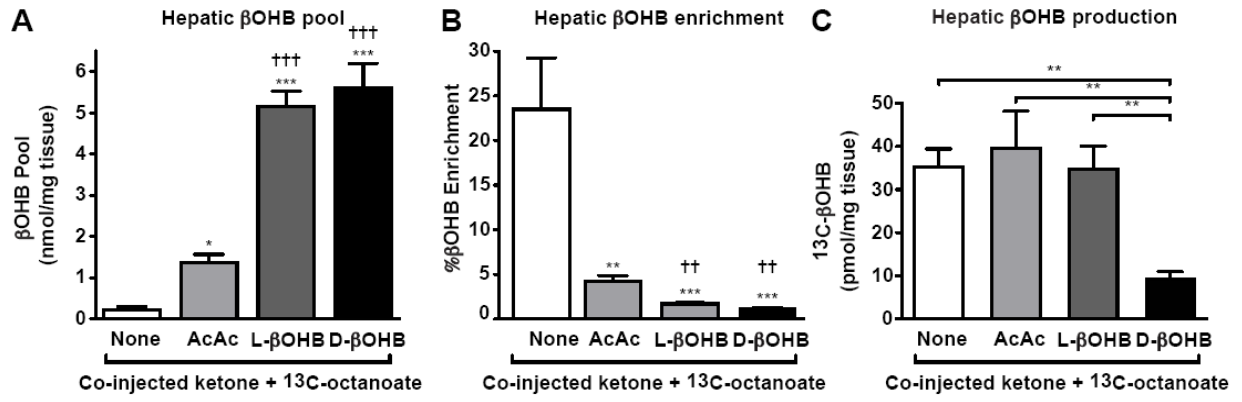 A
Hepatic βOHB pool
βOHB Pool
(nmol/mg tissue)
6
5
4
3
2
1
0
*
†††
***
†††
***
None AcAc L-βOHB D-βOHB
Co-injected ketone + ¹³C-octanoate
B
Hepatic βOHB enrichment
%βOHB Enrichment
30
25
20
15
10
5
0
**
††
***
††
***
None AcAc L-βOHB D-βOHB
Co-injected ketone + ¹³C-octanoate
C
Hepatic βOHB production
¹³C-βOHB
(pmol/mg tissue)
50
40
30
20
10
0
**
**
**
None AcAc L-βOHB D-βOHB
Co-injected ketone + ¹³C-octanoate